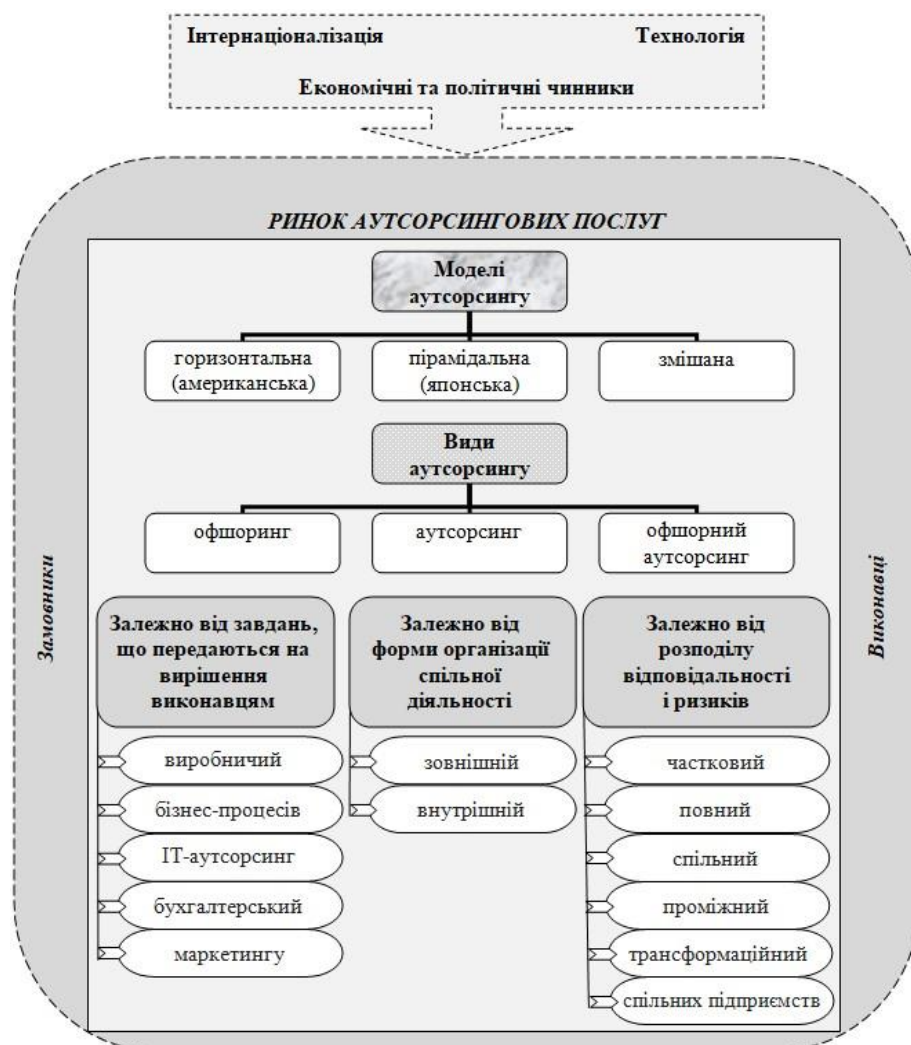 Інтернаціоналізація Технологія
Економічні та політичні чинники
РИНОК АУТСОРСИНГОВИХ ПОСЛУГ
Моделі
аутсорсингу
горизонтальна
(американська)
пірамідальна
(японська)
змішана
Види
аутсорсингу
офшоринг
аутсорсинг
офшорний
аутсорсинг
Замовники
Виконавці
Залежно від завдань,
що передаються на
вирішення
виконавцям
виробничий
бізнес-процесів
ІТ-аутсорсинг
бухгалтерський
маркетингу
Залежно від
форми організації
спільної
діяльності
зовнішній
внутрішній
Залежно від
розподілу
відповідальності
і ризиків
частковий
повний
спільний
проміжний
трансформаційний
спільних підприємств